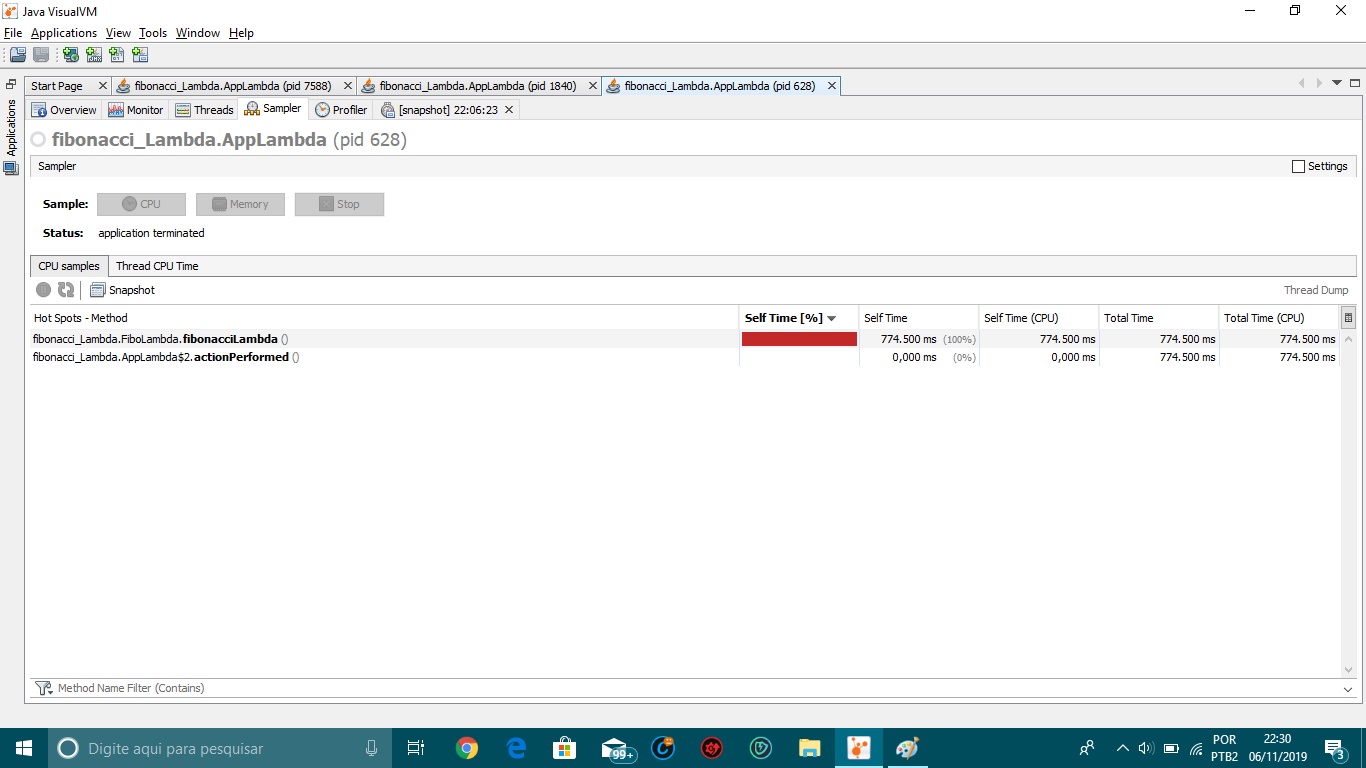 Java VisualVM
File Applications View Tools Window Help
Start Page fibonacci_Lambda.AppLambda (pid 7588) fibonacci_Lambda.AppLambda (pid 1840) fibonacci_Lambda.AppLambda (pid 628)
Applications
Overview Monitor Threads Sampler Profiler [snapshot] 22:06:23
fibonacci_Lambda.AppLambda (pid 628)
Sampler Settings
Sample: CPU Memory Stop
Status: application terminated
CPU samples Thread CPU Time
Snapshot Thread Dump
Hot Spots - Method Self Time [%] Self Time Self Time (CPU) Total Time Total Time (CPU)
fibonacci_Lambda.FiboLambda.fibonacciLambda () 774.500 ms (100%) 774.500 ms 774.500 ms 774.500 ms
fibonacci_Lambda.AppLambda$2.actionPerformed () 0,000 ms (0%) 0,000 ms 774.500 ms 774.500 ms
Method Name Filter (Contains)
Digite aqui para pesquisar 99+ POR 22:30
PTB2 06/11/2019 3